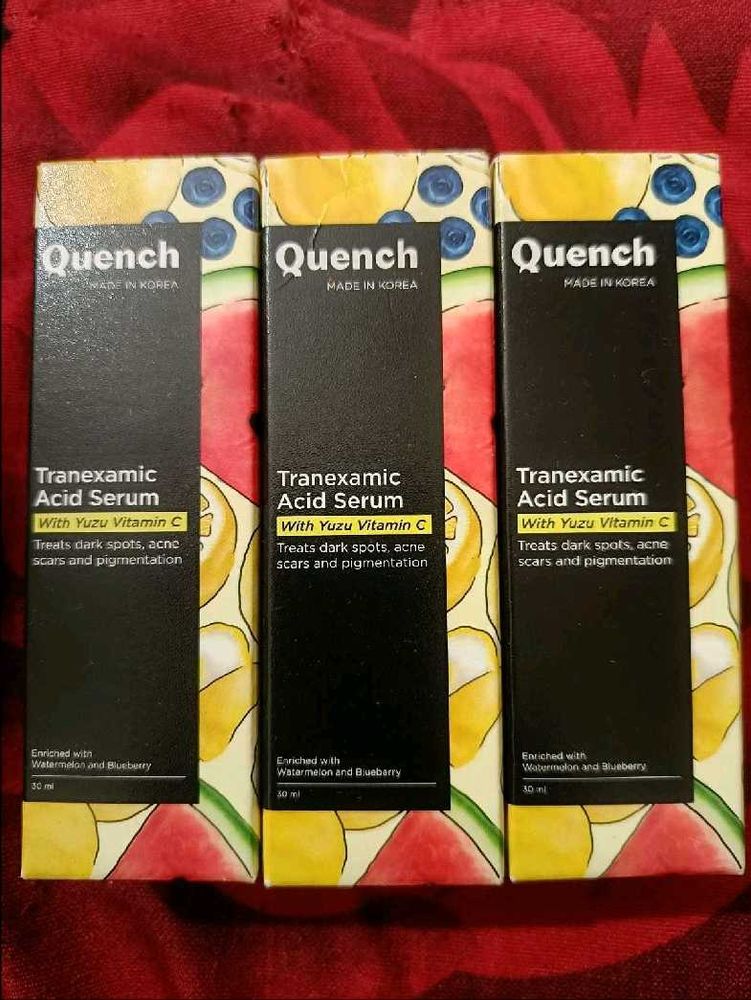 Quench
MADE IN KOREA
Tranexamic
Acid Serum
With Yuzu Vitamin C
Treats dark spots, acne
scars and pigmentation
Enriched with
Watermelon and Blueberry
30 ml
Quench
MADE IN KOREA
Tranexamic
Acid Serum
With Yuzu Vitamin C
Treats dark spots, acne
scars and pigmentation
Enriched with
Watermelon and Blueberry
30 ml
Quench
MADE IN KOREA
Tranexamic
Acid Serum
With Yuzu Vitamin C
Treats dark spots, acne
scars and pigmentation
Enriched with
Watermelon and Blueberry
30 ml